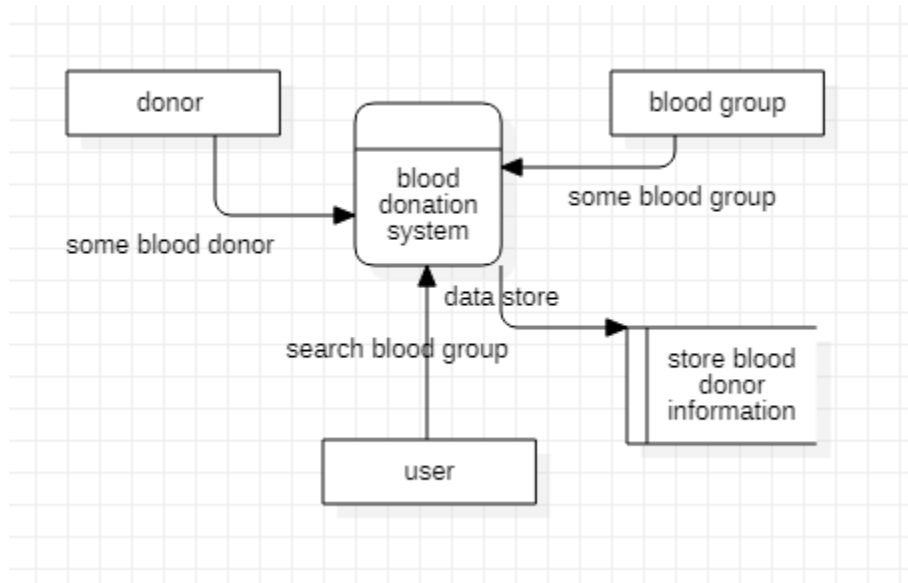 donor
blood group
blood
donation
system
some blood group
some blood donor
data store
search blood group
store blood
donor
information
user